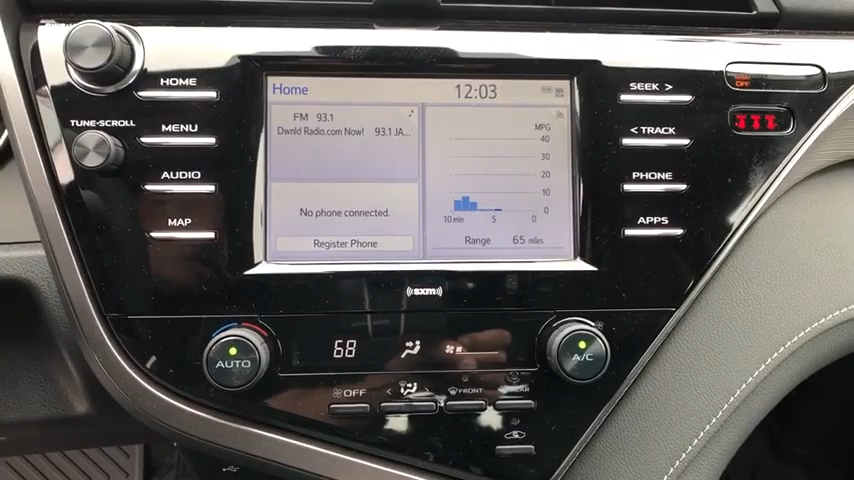 HOME
MENU
TUNE·SCROLL
AUDIO
MAP
Home
12:03
FM 93.1
Dwnld Radio.com Now! 93.1 JA...
No phone connected.
Register Phone
MPG
40
30
20
10
0
10 min 5 0
Range 65 miles
SEEK >
< TRACK
PHONE
APPS
OFF
((sxm))
AUTO
68
A/C
OFF
< >
FRONT